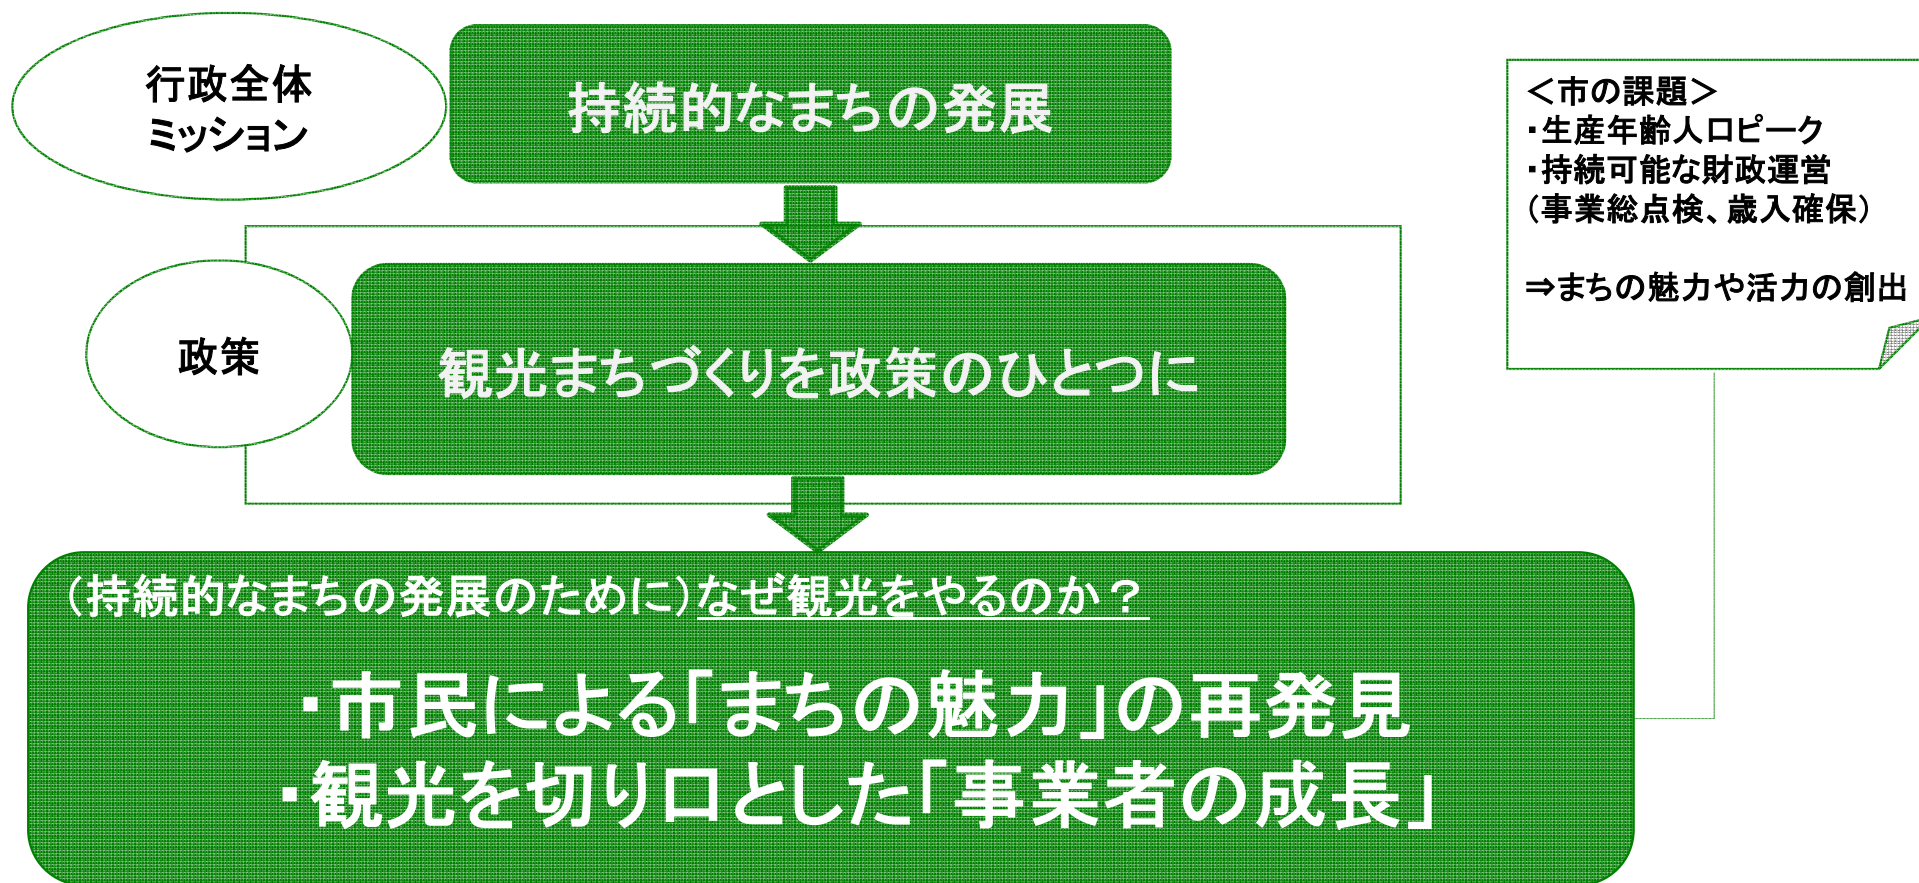 行政全体
ミッション
持続的なまちの発展
＜市の課題＞
・生産年齢人口ピーク
・持続可能な財政運営
（事業総点検、歳入確保）
⇒まちの魅力や活力の創出
政策
観光まちづくりを政策のひとつに
（持続的なまちの発展のために）なぜ観光をやるのか？
・市民による「まちの魅力」の再発見
・観光を切り口とした「事業者の成長」